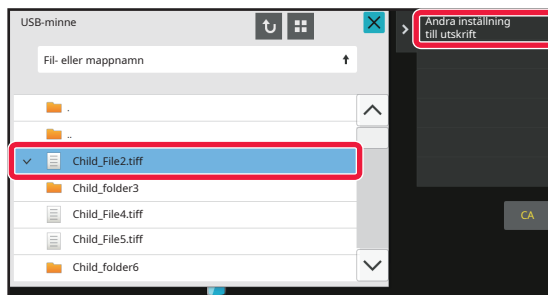 USB-minne
Fil- eller mappnamn
.
..
Child_File2.tiff
Child_folder3
Child_File4.tiff
Child_File5.tiff
Child_folder6
Ändra inställning
till utskrift
CA